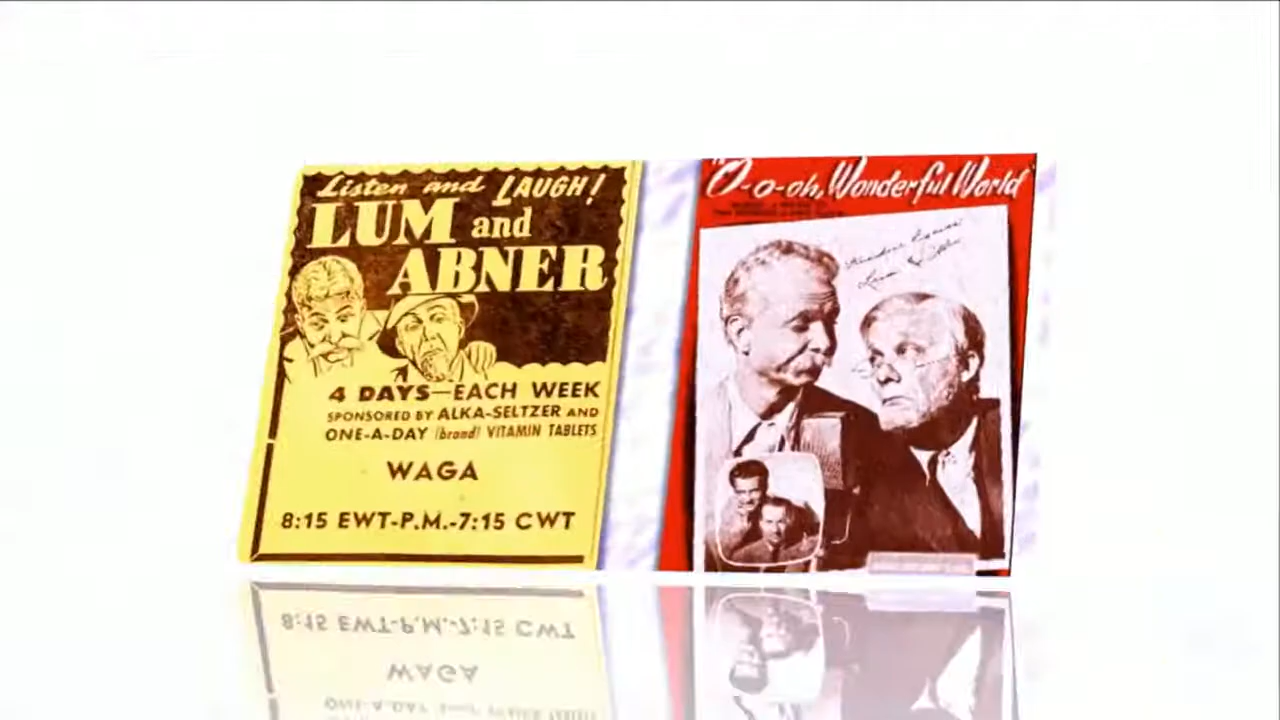 Listen and LAUGH!
LUM and
ABNER
4 DAYS—EACH WEEK
SPONSORED BY ALKA-SELTZER AND
ONE-A-DAY (brand) VITAMIN TABLETS
WAGA
8:15 EWT-P.M.-7:15 CWT
"O-o-oh, Wonderful World